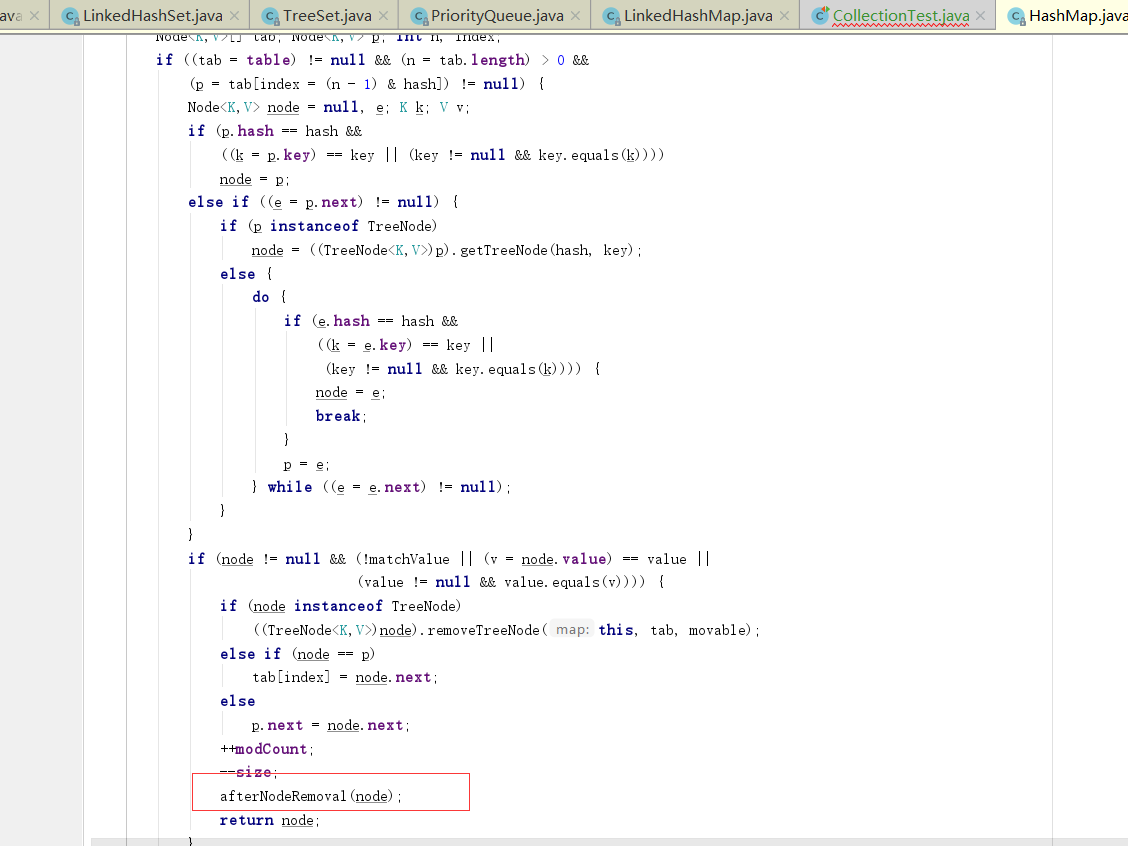 ava LinkedHashSet.java TreeSet.java PriorityQueue.java LinkedHashMap.java CollectionTest.java HashMap.java
Node<K,V>[] tab; Node<K,V> p; int n, index;
if ((tab = table) != null && (n = tab.length) > 0 &&
(p = tab[index = (n - 1) & hash]) != null) {
Node<K,V> node = null, e; K k; V v;
if (p.hash == hash &&
((k = p.key) == key || (key != null && key.equals(k))))
node = p;
else if ((e = p.next) != null) {
if (p instanceof TreeNode)
node = ((TreeNode<K,V>)p).getTreeNode(hash, key);
else {
do {
if (e.hash == hash &&
((k = e.key) == key ||
(key != null && key.equals(k)))) {
node = e;
break;
}
p = e;
} while ((e = e.next) != null);
}
}
if (node != null && (!matchValue || (v = node.value) == value ||
(value != null && value.equals(v)))) {
if (node instanceof TreeNode)
((TreeNode<K,V>)node).removeTreeNode( map: this, tab, movable);
else if (node == p)
tab[index] = node.next;
else
p.next = node.next;
++modCount;
--size;
afterNodeRemoval(node);
return node;
}